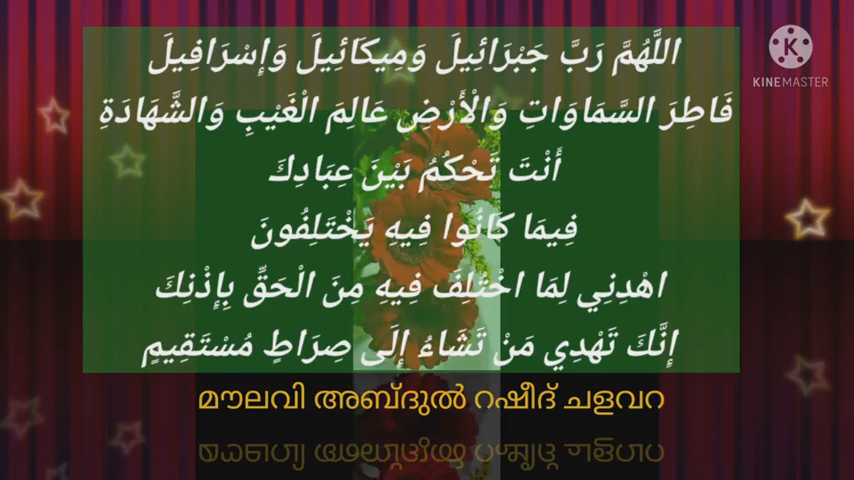 اللَّهُمَّ رَبَّ جَبْرَائِيلَ وَمِيكَائِيلَ وَإِسْرَافِيلَ
فَاطِرَ السَّمَاوَاتِ وَالْأَرْضِ عَالِمَ الْغَيْبِ وَالشَّهَادَةِ
أَنْتَ تَحْكُمُ بَيْنَ عِبَادِكَ
فِيمَا كَانُوا فِيهِ يَخْتَلِفُونَ
اهْدِنِي لِمَا اخْتُلِفَ فِيهِ مِنَ الْحَقِّ بِإِذْنِكَ
إِنَّكَ تَهْدِي مَنْ تَشَاءُ إِلَى صِرَاطٍ مُسْتَقِيمٍ
മൗലവി അബ്ദുൽ റഷീദ് ചളവറ
K
KINEMASTER